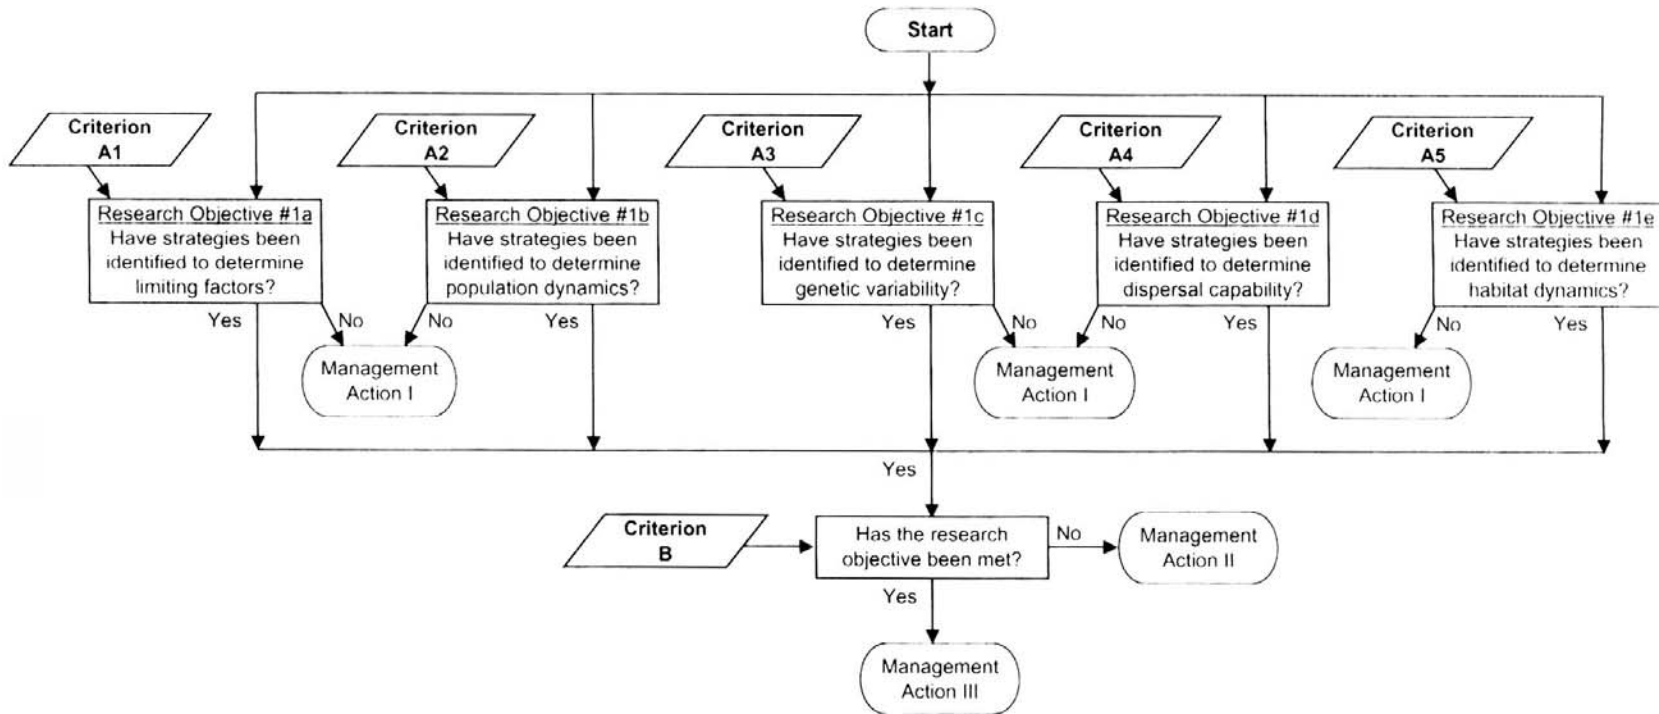 Start
Criterion
A1
Criterion
A2
Criterion
A3
Criterion
A4
Criterion
A5
Research Objective #1a
Have strategies been
identified to determine
limiting factors?
Research Objective #1b
Have strategies been
identified to determine
population dynamics?
Research Objective #1c
Have strategies been
identified to determine
genetic variability?
Research Objective #1d
Have strategies been
identified to determine
dispersal capability?
Research Objective #1e
Have strategies been
identified to determine
habitat dynamics?
Yes
No
No
Yes
Yes
No
No
Yes
No
Yes
Management
Action I
Management
Action I
Management
Action I
Yes
Criterion
B
Has the research
objective been met?
No
Management
Action II
Yes
Management
Action III